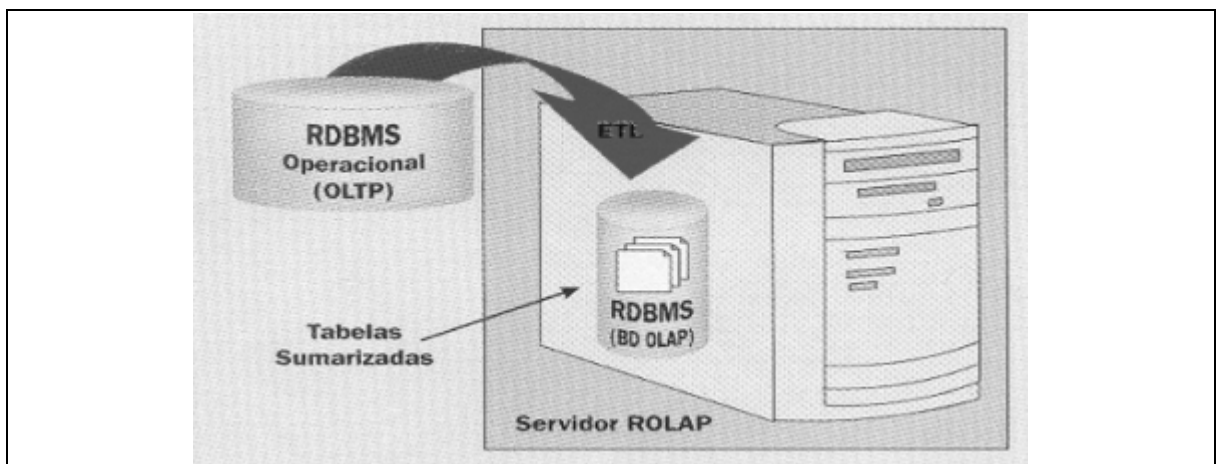 RDBMS
Operacional
(OLTP)
ETL
RDBMS
(BD OLAP)
Tabelas
Sumarizadas
Servidor ROLAP